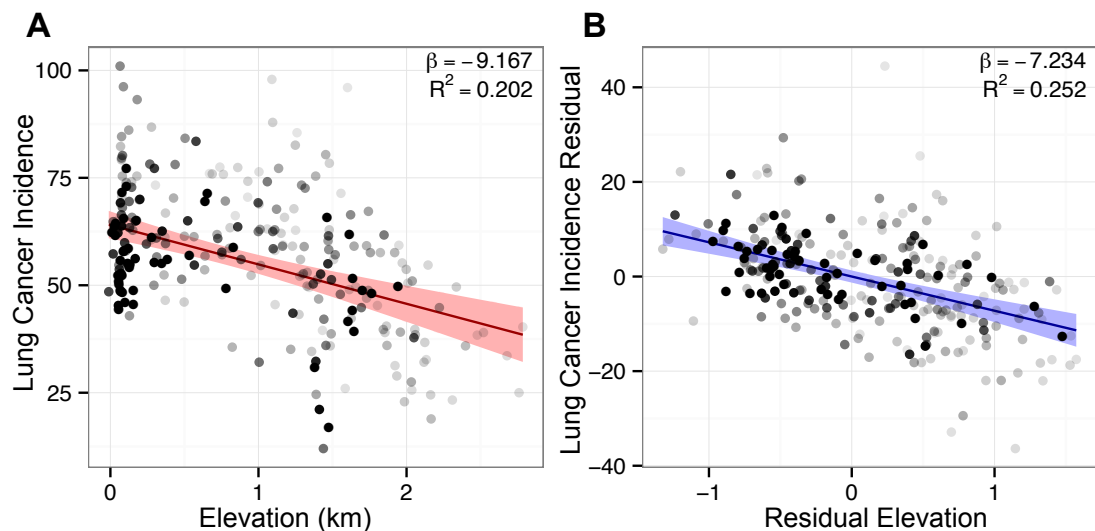 A
β = −9.167
R² = 0.202
Lung Cancer Incidence
100
75
50
25
0
1
2
Elevation (km)
B
β = −7.234
R² = 0.252
Lung Cancer Incidence Residual
40
20
0
−20
−40
−1
0
1
Residual Elevation